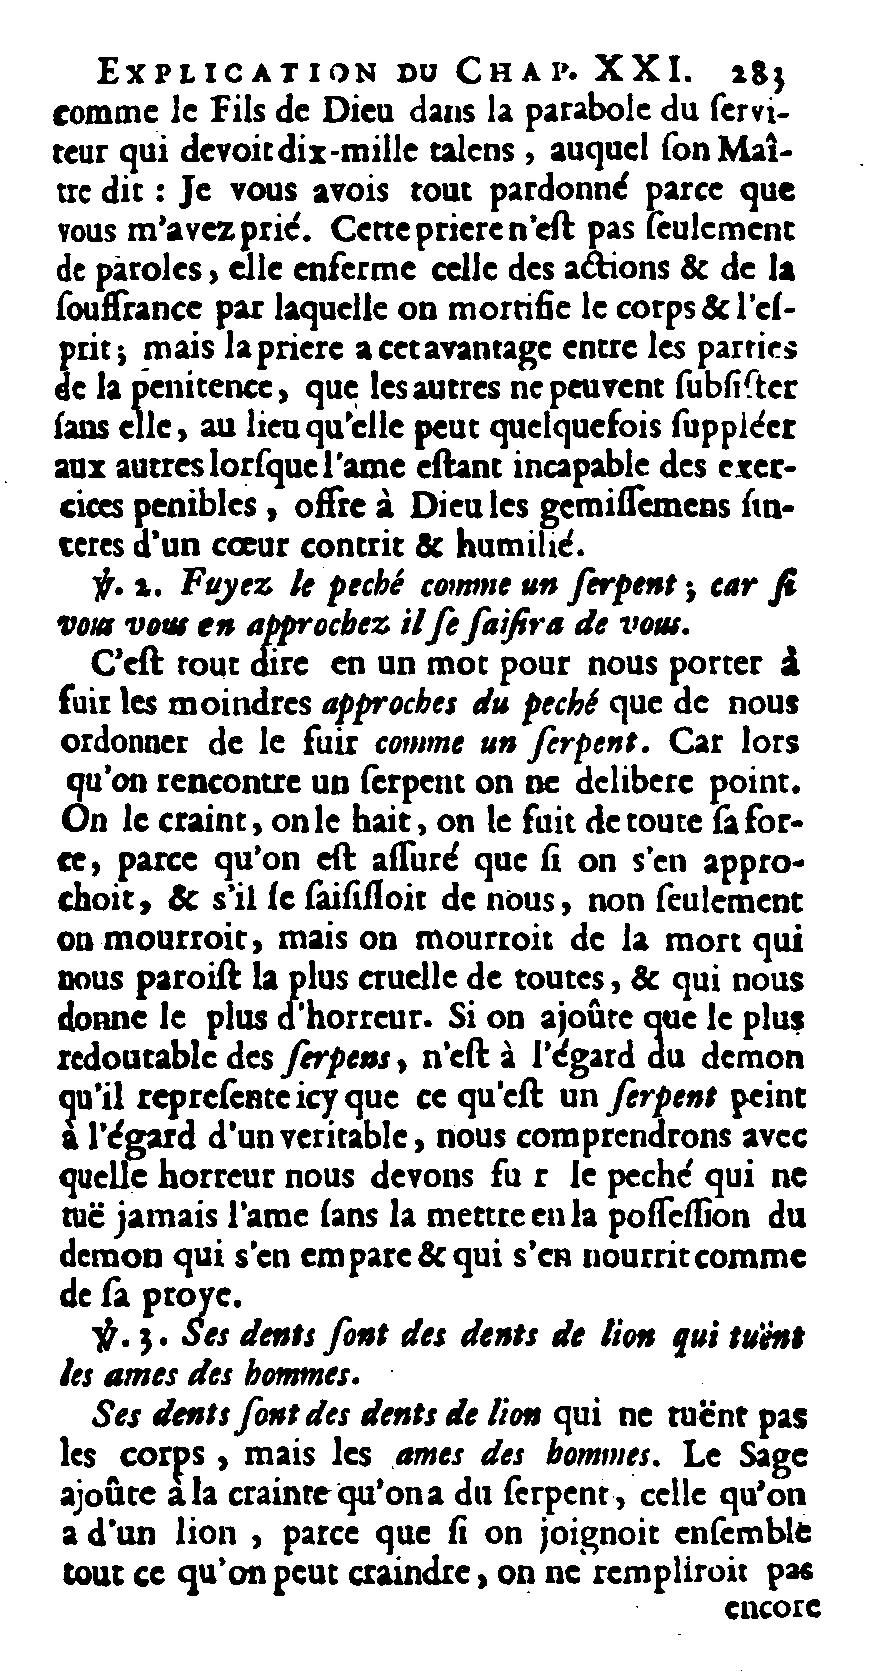 EXPLICATION DU CHAP. XXI. 283
comme le Fils de Dieu dans la parabole du ſervi-
teur qui devoit dix-mille talens, auquel ſon Maî-
tre dit : Je vous avois tout pardonné parce que
vous m'avez prié. Cette priere n'eſt pas ſeulement
de paroles, elle enferme celle des actions & de la
ſouffrance par laquelle on mortifie le corps & l'eſ-
prit; mais la priere a cet avantage entre les parties
de la penitence, que les autres ne peuvent ſubſiſter
ſans elle, au lieu qu'elle peut quelquefois ſuppléer
aux autres lorſque l'ame eſtant incapable des exer-
cices penibles, offre à Dieu les gemiſſemens ſin-
ceres d'un cœur contrit & humilié.
℣. 2. Fuyez le peché comme un ſerpent; car ſi
vous vous en approchez il ſe ſaiſira de vous.
C'eſt tout dire en un mot pour nous porter à
fuir les moindres approches du peché que de nous
ordonner de le fuir comme un ſerpent. Car lors
qu'on rencontre un ſerpent on ne delibere point.
On le craint, on le hait, on le fuit de toute ſa for-
ce, parce qu'on eſt aſſuré que ſi on s'en appro-
choit, & s'il ſe ſaiſiſſoit de nous, non ſeulement
on mourroit, mais on mourroit de la mort qui
nous paroiſt la plus cruelle de toutes, & qui nous
donne le plus d'horreur. Si on ajoûte que le plus
redoutable des ſerpens, n'eſt à l'égard du demon
qu'il repreſente icy que ce qu'eſt un ſerpent peint
à l'égard d'un veritable, nous comprendrons avec
quelle horreur nous devons fu r le peché qui ne
tuë jamais l'ame ſans la mettre en la poſſeſſion du
demon qui s'en empare & qui s'en nourrit comme
de ſa proye.
℣. 3. Ses dents ſont des dents de lion qui tuënt
les ames des hommes.
Ses dents ſont des dents de lion qui ne tuënt pas
les corps, mais les ames des hommes. Le Sage
ajoûte à la crainte qu'on a du ſerpent, celle qu'on
a d'un lion, parce que ſi on joignoit enſemble
tout ce qu'on peut craindre, on ne rempliroit pas
encore